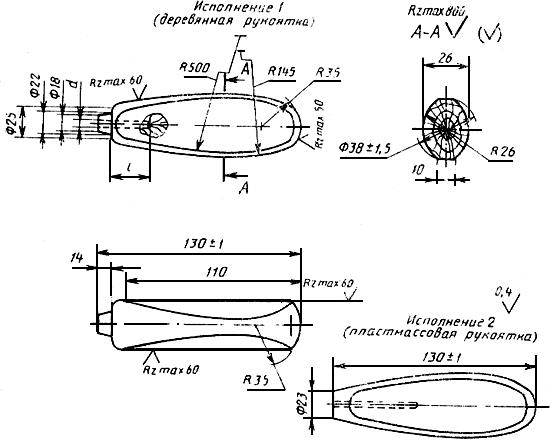 Исполнение 1
(деревянная рукоятка)
Rz max 800
A-A (√)
26
R500
A
R145
R35
Rz max 60
Ф25
Ф22
Ф18
d
l
A
Rz max 50
Ф38±1,5
10
R26
130±1
14
110
Rz max 60
Rz max 60
R35
0,4
Исполнение 2
(пластмассовая рукоятка)
130±1
Ф23